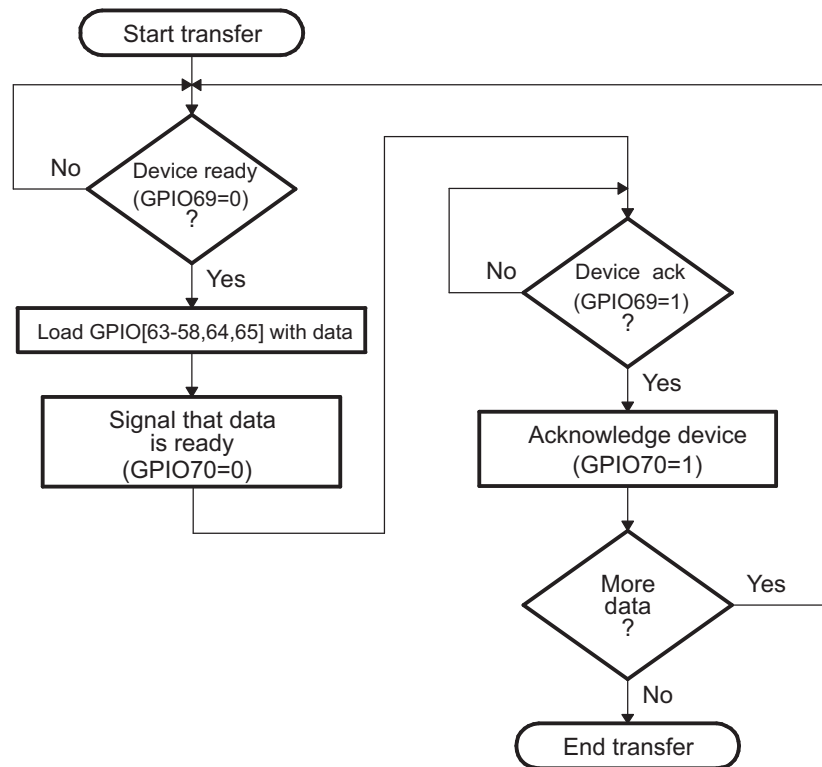 Start transfer
No
Device ready
(GPIO69=0)
?
Yes
Load GPIO[63-58,64,65] with data
Signal that data
is ready
(GPIO70=0)
No
Device ack
(GPIO69=1)
?
Yes
Acknowledge device
(GPIO70=1)
More
data
?
Yes
No
End transfer